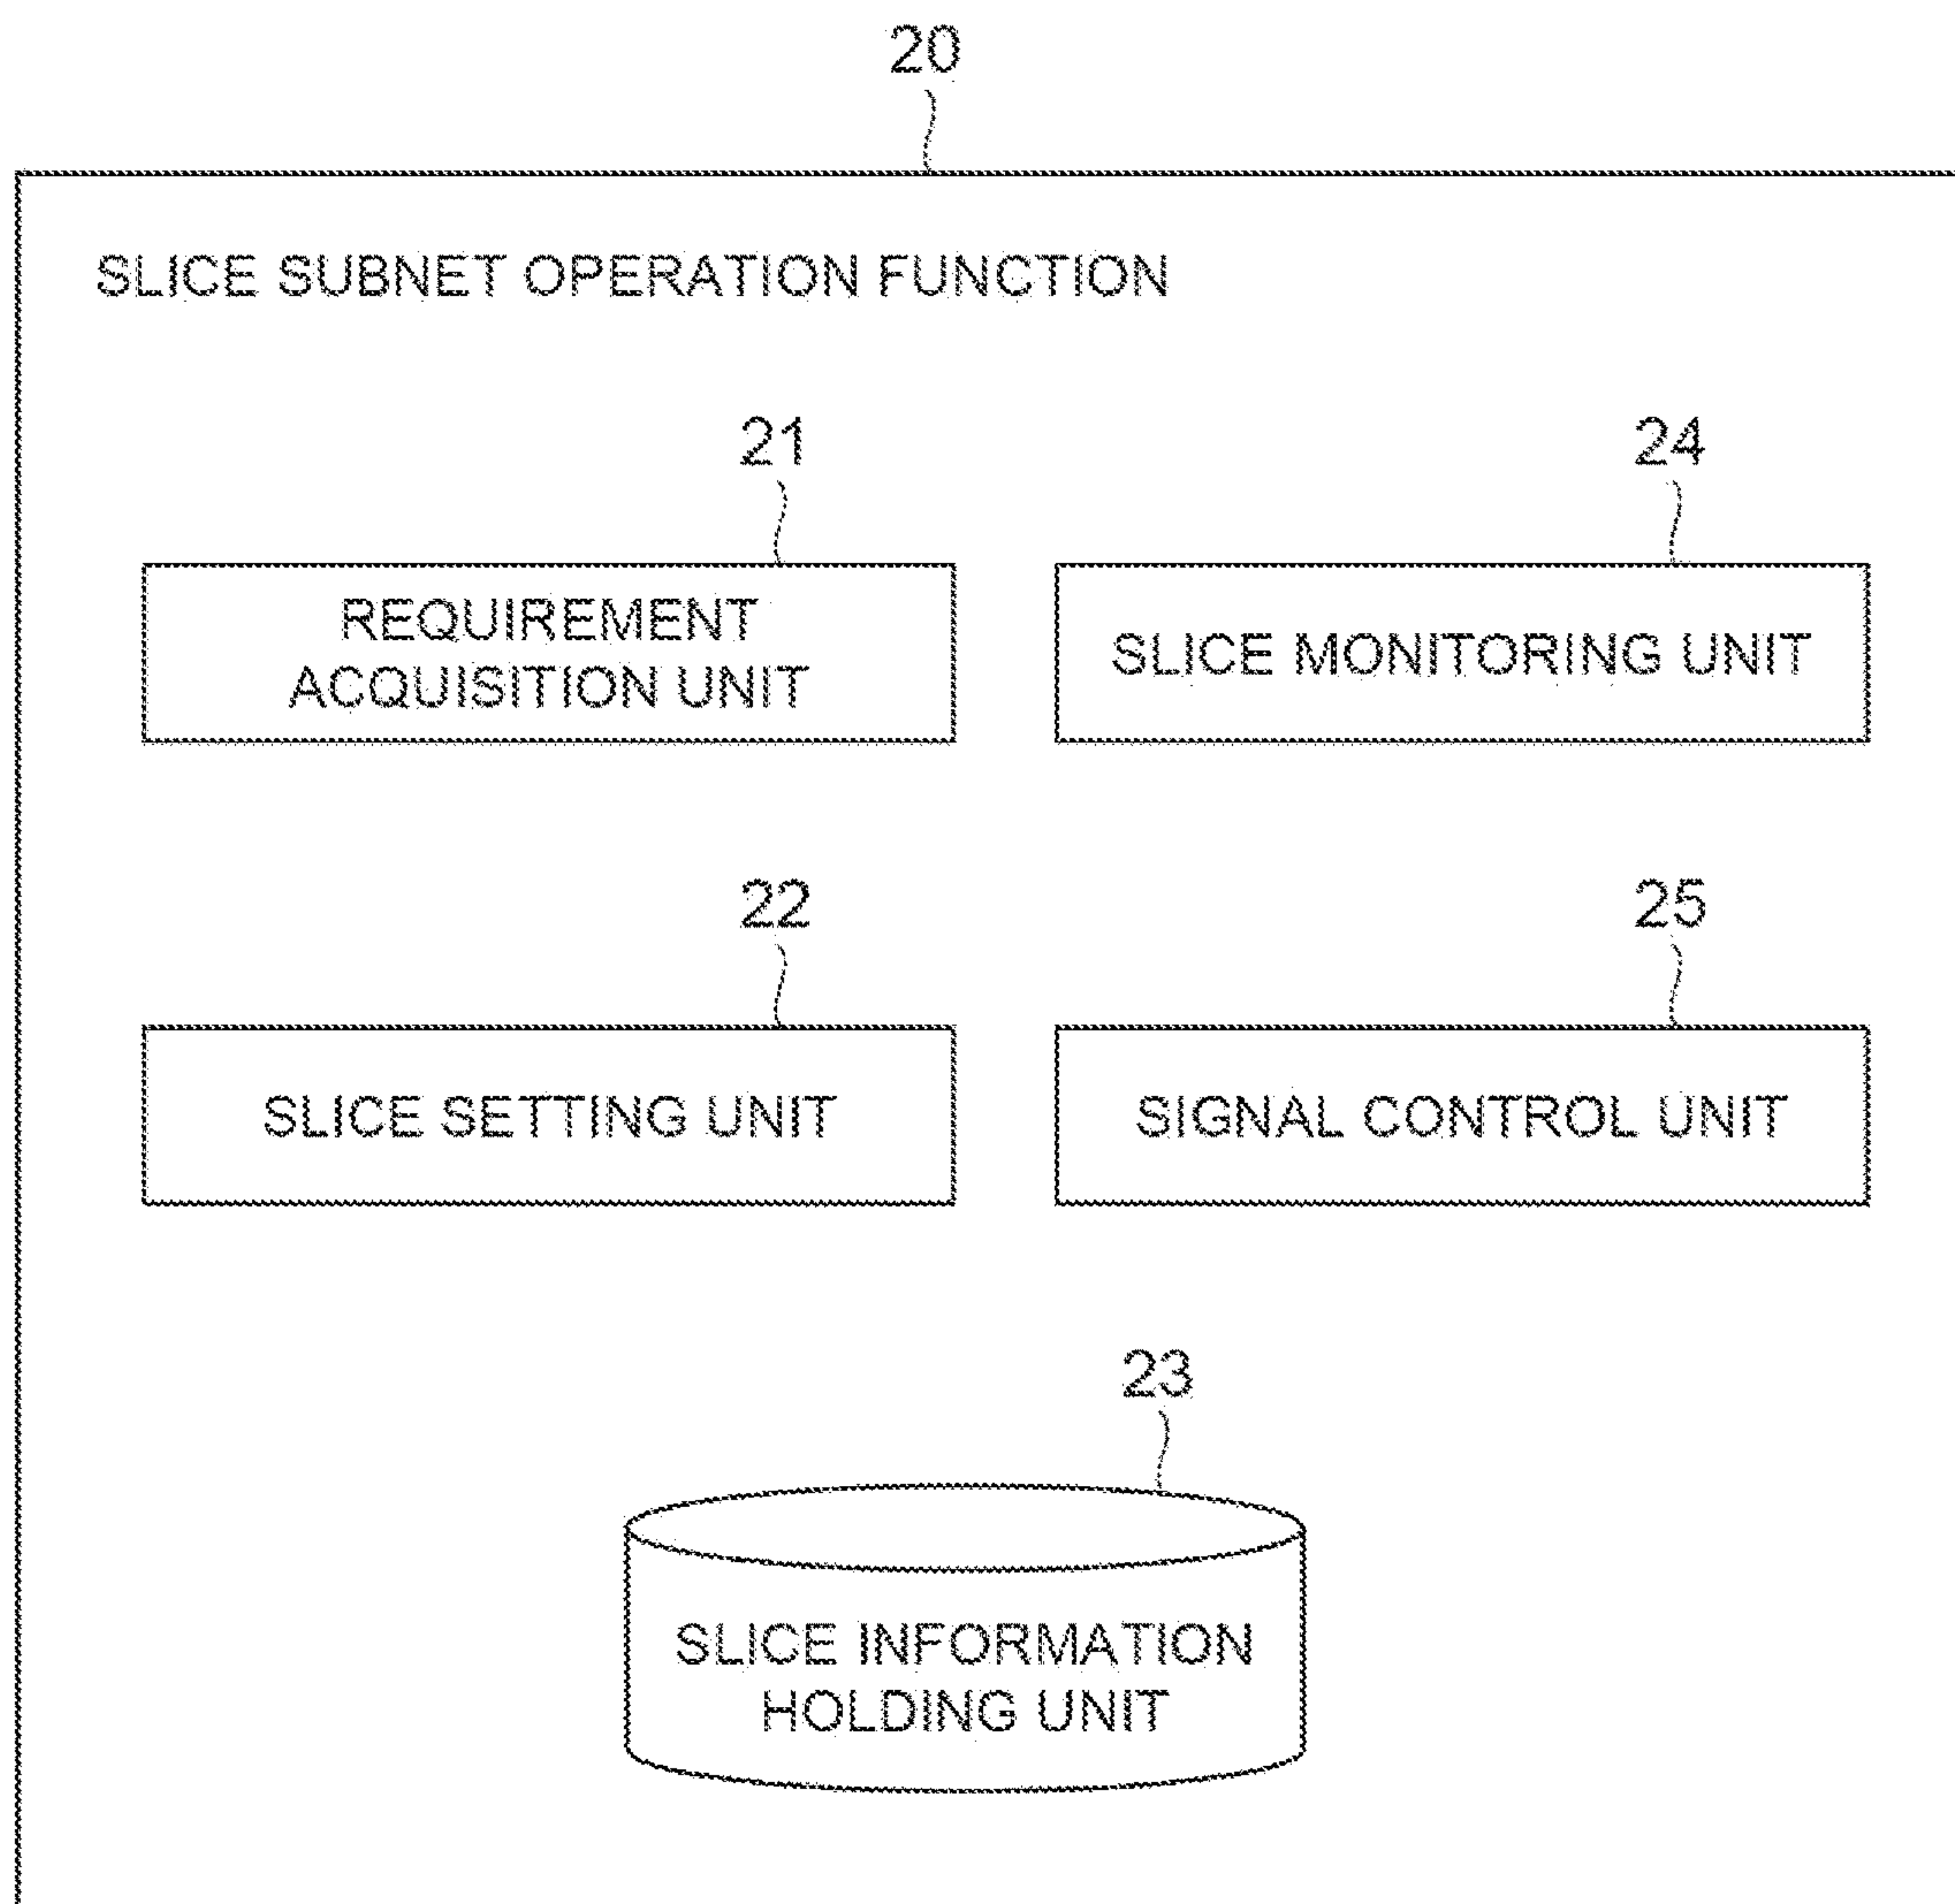 20
SLICE SUBNET OPERATION FUNCTION
21
REQUIREMENT
ACQUISITION UNIT
24
SLICE MONITORING UNIT
22
SLICE SETTING UNIT
25
SIGNAL CONTROL UNIT
23
SLICE INFORMATION
HOLDING UNIT